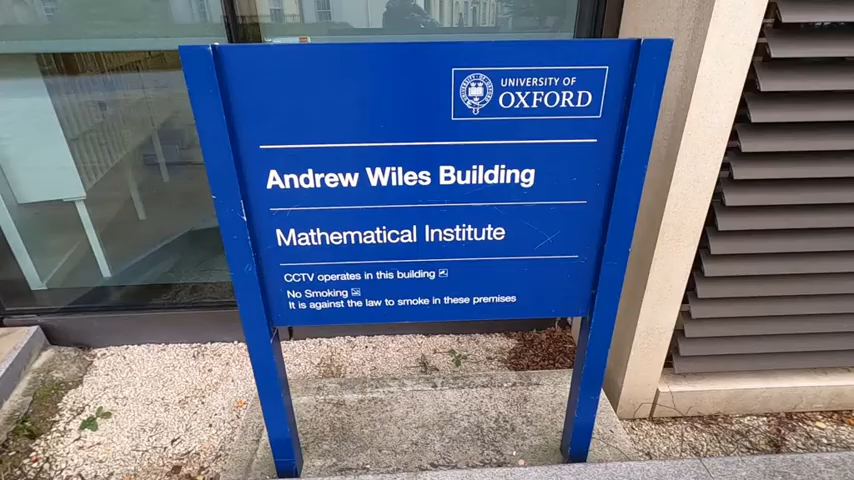 UNIVERSITY OF
OXFORD
Andrew Wiles Building
Mathematical Institute
CCTV operates in this building
No Smoking
It is against the law to smoke in these premises